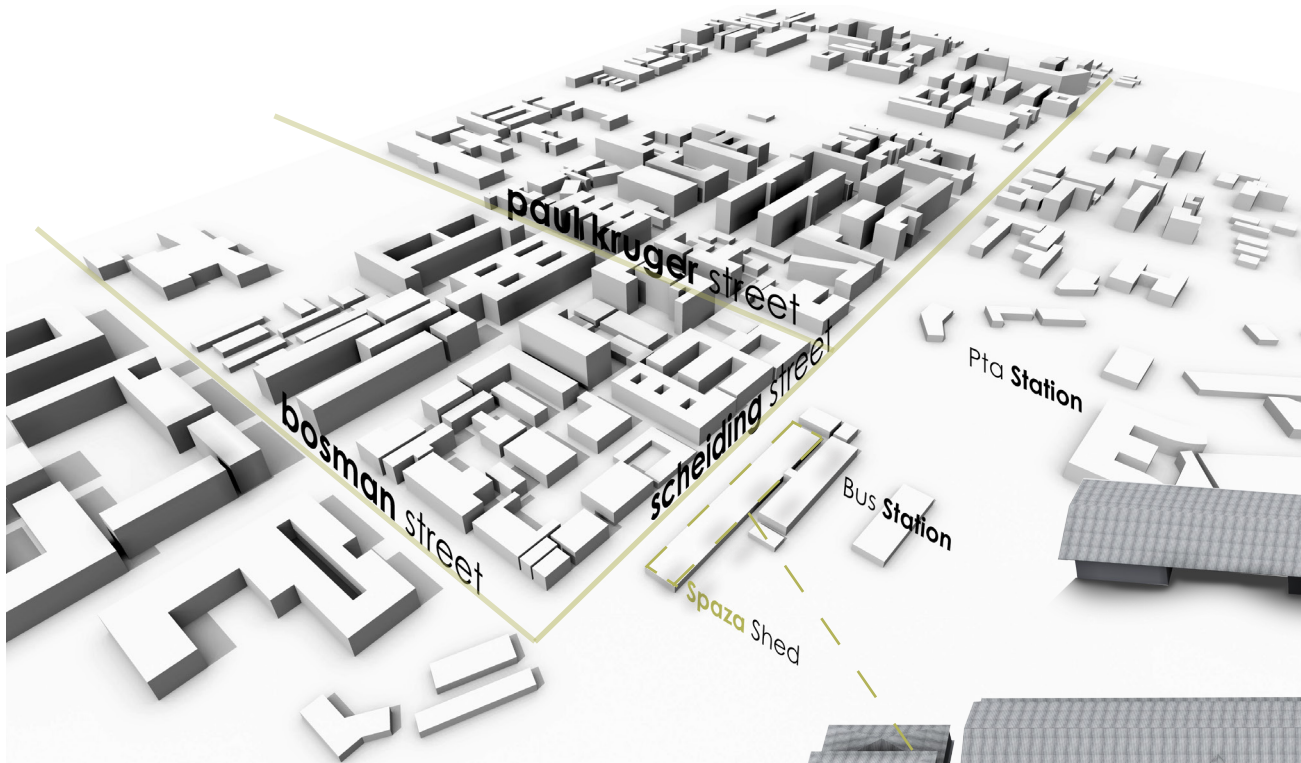 paul kruger street
scheiding street
bosman street
Pta Station
Bus Station
Spaza Shed